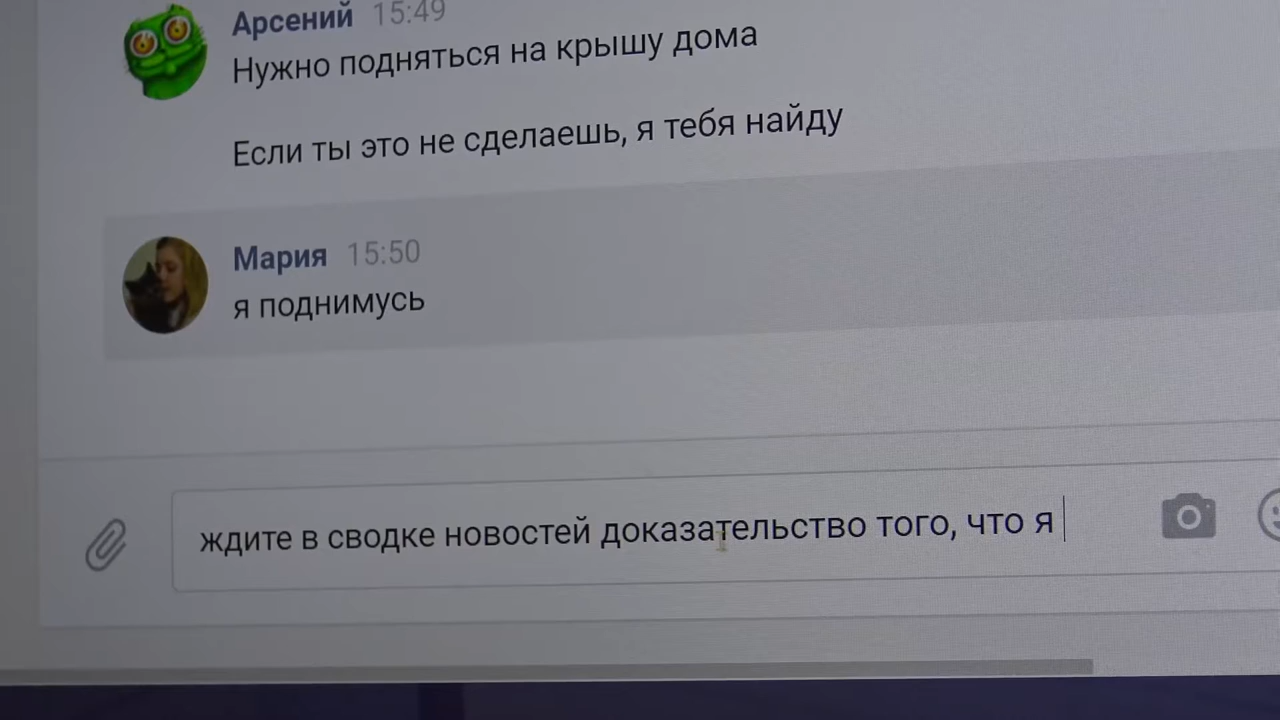 Арсений 15:49
Нужно подняться на крышу дома
Если ты это не сделаешь, я тебя найду
Мария 15:50
я поднимусь
ждите в сводке новостей доказательство того, что я